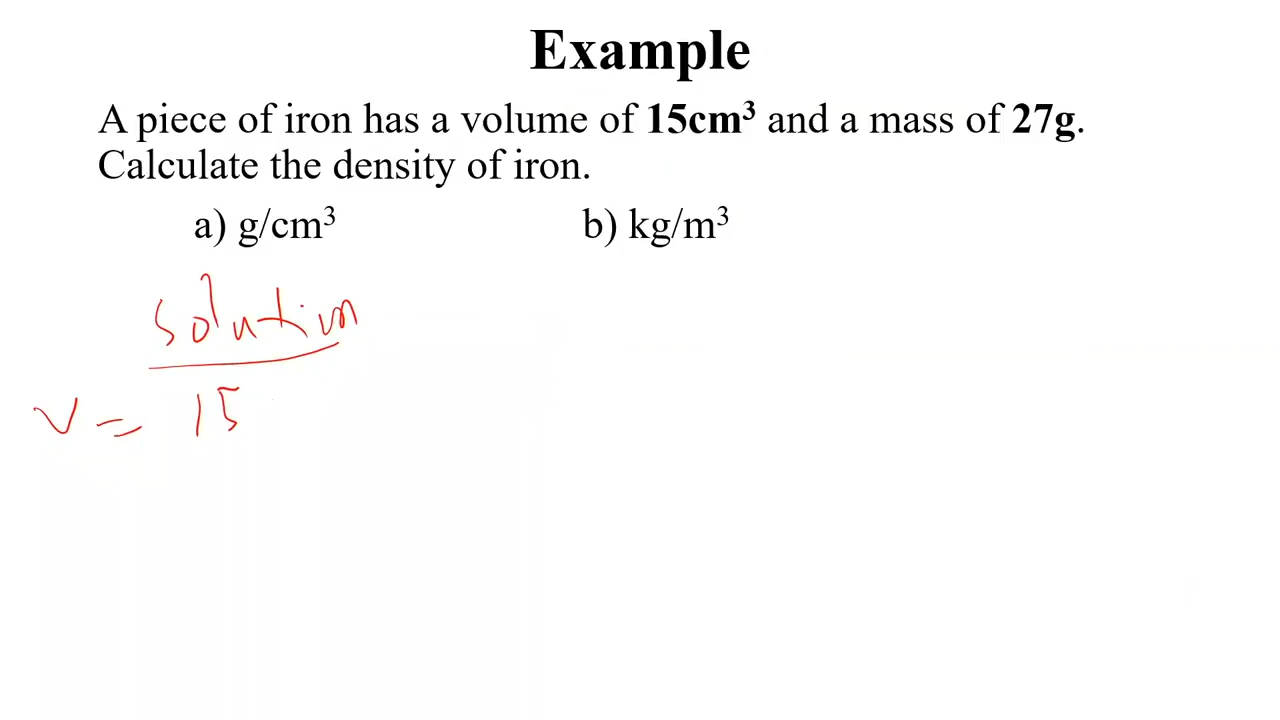 Example
A piece of iron has a volume of 15cm³ and a mass of 27g.
Calculate the density of iron.
a) g/cm³ b) kg/m³
Solution
V = 15